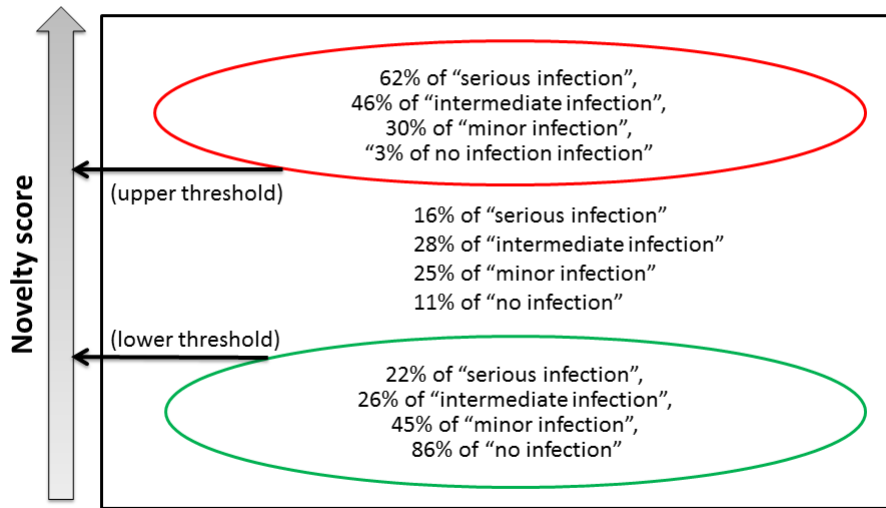 Novelty score
62% of “serious infection”,
46% of “intermediate infection”,
30% of “minor infection”,
“3% of no infection infection”
(upper threshold)
16% of “serious infection”
28% of “intermediate infection”
25% of “minor infection”
11% of “no infection”
(lower threshold)
22% of “serious infection”,
26% of “intermediate infection”,
45% of “minor infection”,
86% of “no infection”